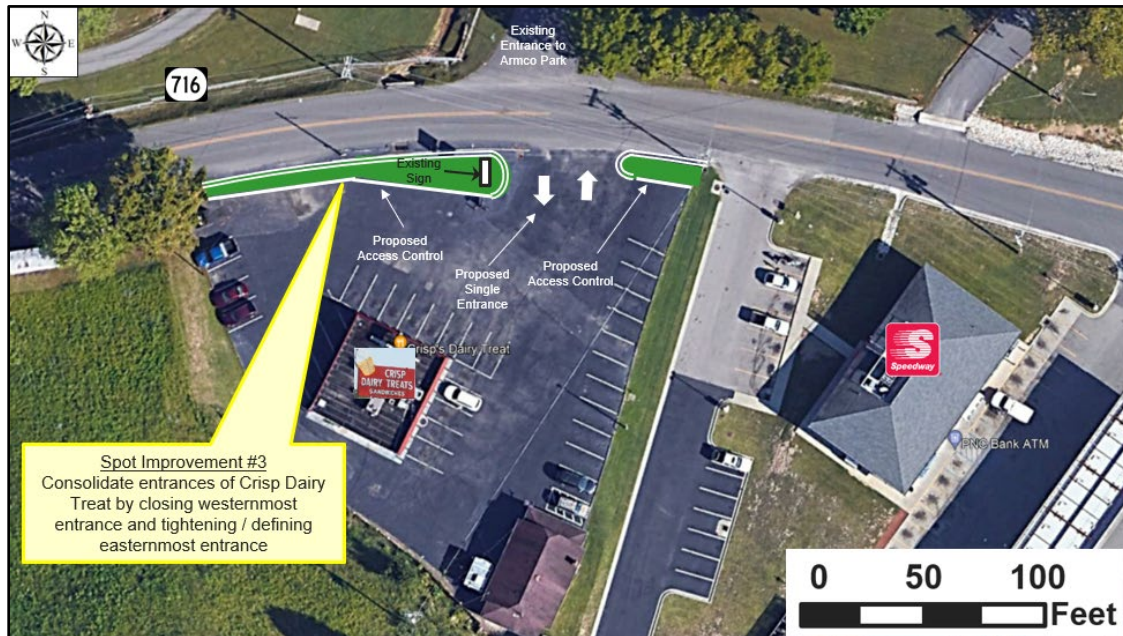 N
W E
S
716
Existing
Entrance to
Armco Park
Existing
Sign
Proposed
Access Control
Proposed
Single
Entrance
Proposed
Access Control
Crisp's Dairy Treat
CRISP
DAIRY TREATS
SANDWICHES
S
Speedway
PNC Bank ATM
Spot Improvement #3
Consolidate entrances of Crisp Dairy
Treat by closing westernmost
entrance and tightening / defining
easternmost entrance
0 50 100
Feet